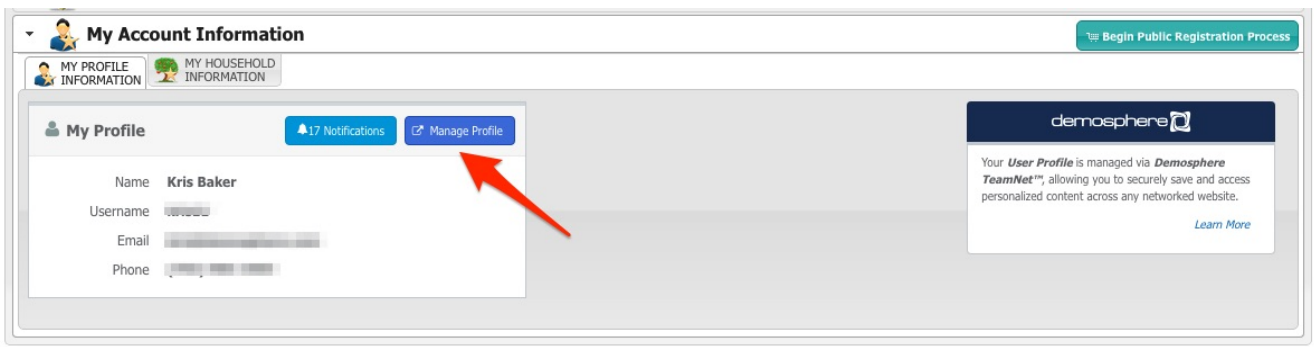 My Account Information
Begin Public Registration Process
MY PROFILE
INFORMATION
MY HOUSEHOLD
INFORMATION
My Profile
17 Notifications
Manage Profile
Name Kris Baker
Username
Email
Phone
demosphere
Your User Profile is managed via Demosphere
TeamNet™, allowing you to securely save and access
personalized content across any networked website.
Learn More